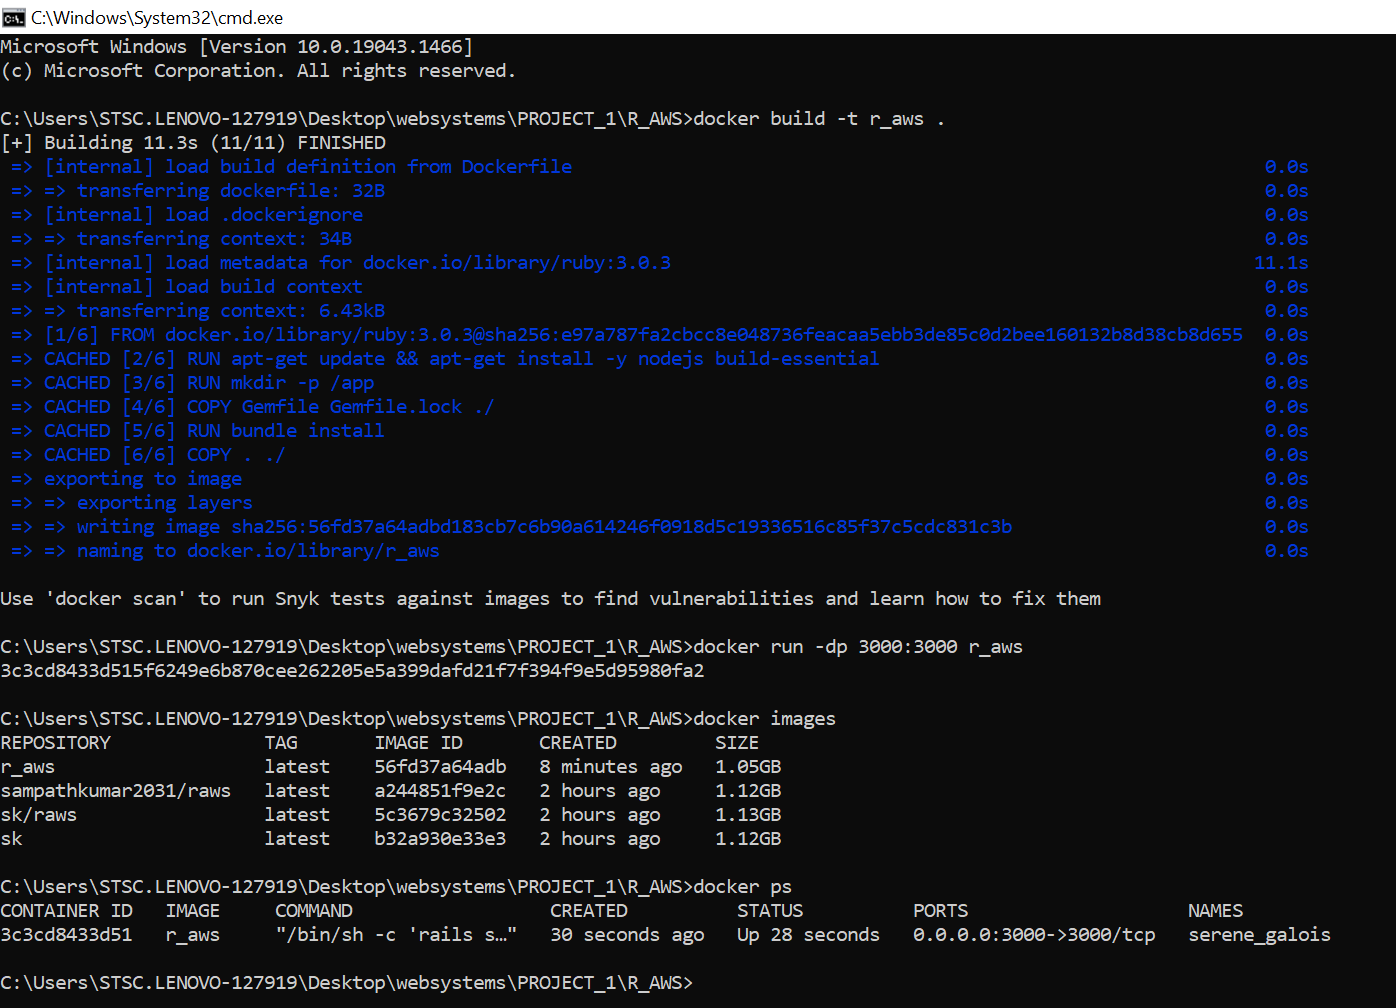 C:\Windows\System32\cmd.exe
Microsoft Windows [Version 10.0.19043.1466]
(c) Microsoft Corporation. All rights reserved.
C:\Users\STSC.LENOVO-127919\Desktop\websystems\PROJECT_1\R_AWS>docker build -t r_aws .
[+] Building 11.3s (11/11) FINISHED
=> [internal] load build definition from Dockerfile 0.0s
=> => transferring dockerfile: 32B 0.0s
=> [internal] load .dockerignore 0.0s
=> => transferring context: 34B 0.0s
=> [internal] load metadata for docker.io/library/ruby:3.0.3 11.1s
=> [internal] load build context 0.0s
=> => transferring context: 6.43kB 0.0s
=> [1/6] FROM docker.io/library/ruby:3.0.3@sha256:e97a787fa2cbcc8e048736feacaa5ebb3de85c0d2bee160132b8d38cb8d655 0.0s
=> CACHED [2/6] RUN apt-get update && apt-get install -y nodejs build-essential 0.0s
=> CACHED [3/6] RUN mkdir -p /app 0.0s
=> CACHED [4/6] COPY Gemfile Gemfile.lock ./ 0.0s
=> CACHED [5/6] RUN bundle install 0.0s
=> CACHED [6/6] COPY . ./ 0.0s
=> exporting to image 0.0s
=> => exporting layers 0.0s
=> => writing image sha256:56fd37a64adbd183cb7c6b90a614246f0918d5c19336516c85f37c5cdc831c3b 0.0s
=> => naming to docker.io/library/r_aws 0.0s
Use 'docker scan' to run Snyk tests against images to find vulnerabilities and learn how to fix them
C:\Users\STSC.LENOVO-127919\Desktop\websystems\PROJECT_1\R_AWS>docker run -dp 3000:3000 r_aws
3c3cd8433d515f6249e6b870cee262205e5a399dafd21f7f394f9e5d95980fa2
C:\Users\STSC.LENOVO-127919\Desktop\websystems\PROJECT_1\R_AWS>docker images
REPOSITORY TAG IMAGE ID CREATED SIZE
r_aws latest 56fd37a64adb 8 minutes ago 1.05GB
sampathkumar2031/raws latest a244851f9e2c 2 hours ago 1.12GB
sk/raws latest 5c3679c32502 2 hours ago 1.13GB
sk latest b32a930e33e3 2 hours ago 1.12GB
C:\Users\STSC.LENOVO-127919\Desktop\websystems\PROJECT_1\R_AWS>docker ps
CONTAINER ID IMAGE COMMAND CREATED STATUS PORTS NAMES
3c3cd8433d51 r_aws "/bin/sh -c 'rails s…" 30 seconds ago Up 28 seconds 0.0.0.0:3000->3000/tcp serene_galois
C:\Users\STSC.LENOVO-127919\Desktop\websystems\PROJECT_1\R_AWS>